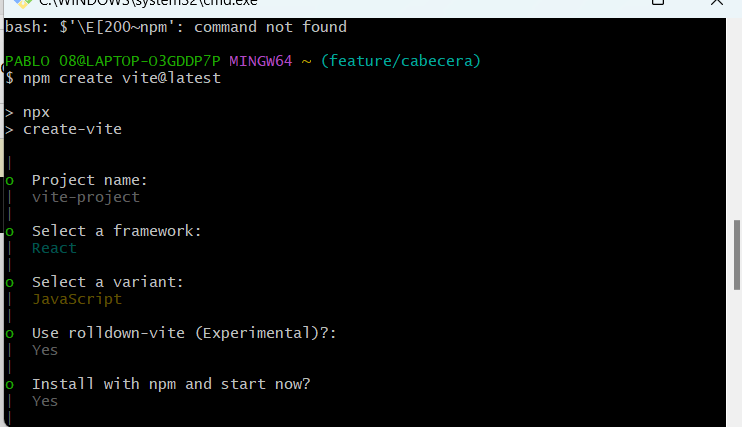 C:\WINDOWS\system32\cmd.exe
bash: $'\E[200~npm': command not found
PABLO 08@LAPTOP-O3GDDP7P MINGW64 ~ (feature/cabecera)
$ npm create vite@latest
> npx
> create-vite
|
o  Project name:
|  vite-project
|
o  Select a framework:
|  React
|
o  Select a variant:
|  JavaScript
|
o  Use rolldown-vite (Experimental)?:
|  Yes
|
o  Install with npm and start now?
|  Yes
|